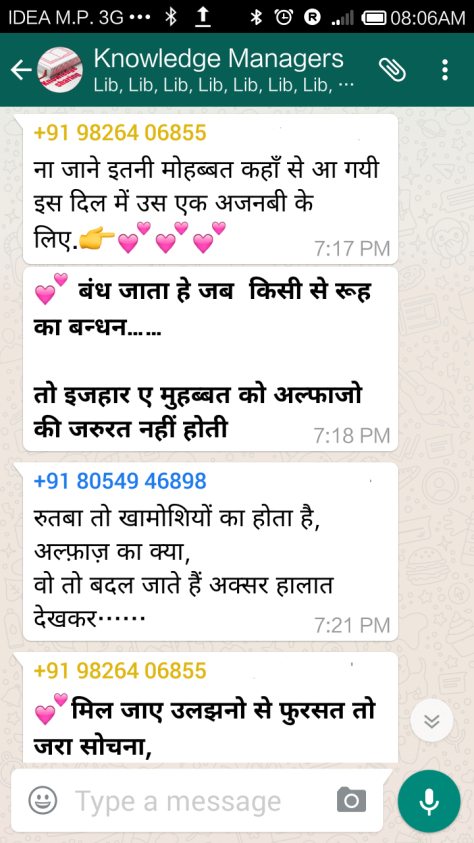 IDEA M.P. 3G 08:06AM
Knowledge Managers
Lib, Lib, Lib, Lib, Lib, Lib, Lib, ...
+91 98264 06855
ना जाने इतनी मोहब्बत कहाँ से आ गयी
इस दिल में उस एक अजनबी के
लिए.👉💕💕💕 7:17 PM
💕 बंध जाता हे जब किसी से रूह
का बन्धन......
तो इजहार ए मुहब्बत को अल्फाजो
की जरुरत नहीं होती 7:18 PM
+91 80549 46898
रुतबा तो खामोशियों का होता है,
अल्फ़ाज़ का क्या,
वो तो बदल जाते हैं अक्सर हालात
देखकर…… 7:21 PM
+91 98264 06855
💕मिल जाए उलझनो से फुरसत तो
जरा सोचना,
Type a message